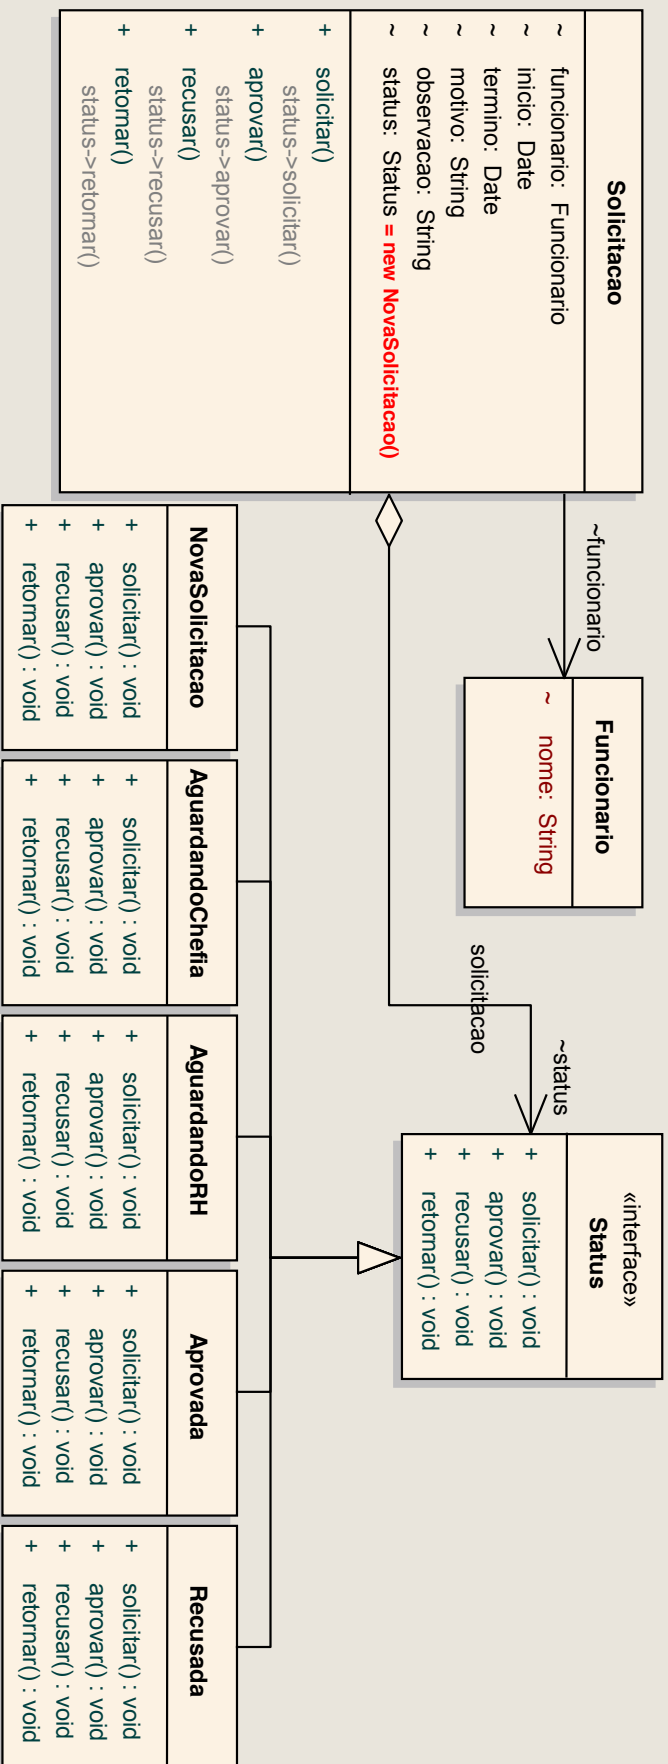 Solicitacao
~ funcionario: Funcionario
~ inicio: Date
~ termino: Date
~ motivo: String
~ observacao: String
~ status: Status = new NovaSolicitacao()
+ solicitar()
status->solicitar()
+ aprovar()
status->aprovar()
+ recusar()
status->recusar()
+ retornar()
status->retornar()
~funcionario
Funcionario
~ nome: String
solicitacao
~status
«interface»
Status
+ solicitar() : void
+ aprovar() : void
+ recusar() : void
+ retornar() : void
NovaSolicitacao
+ solicitar() : void
+ aprovar() : void
+ recusar() : void
+ retornar() : void
AguardandoChefia
+ solicitar() : void
+ aprovar() : void
+ recusar() : void
+ retornar() : void
AguardandoRH
+ solicitar() : void
+ aprovar() : void
+ recusar() : void
+ retornar() : void
Aprovada
+ solicitar() : void
+ aprovar() : void
+ recusar() : void
+ retornar() : void
Recusada
+ solicitar() : void
+ aprovar() : void
+ recusar() : void
+ retornar() : void